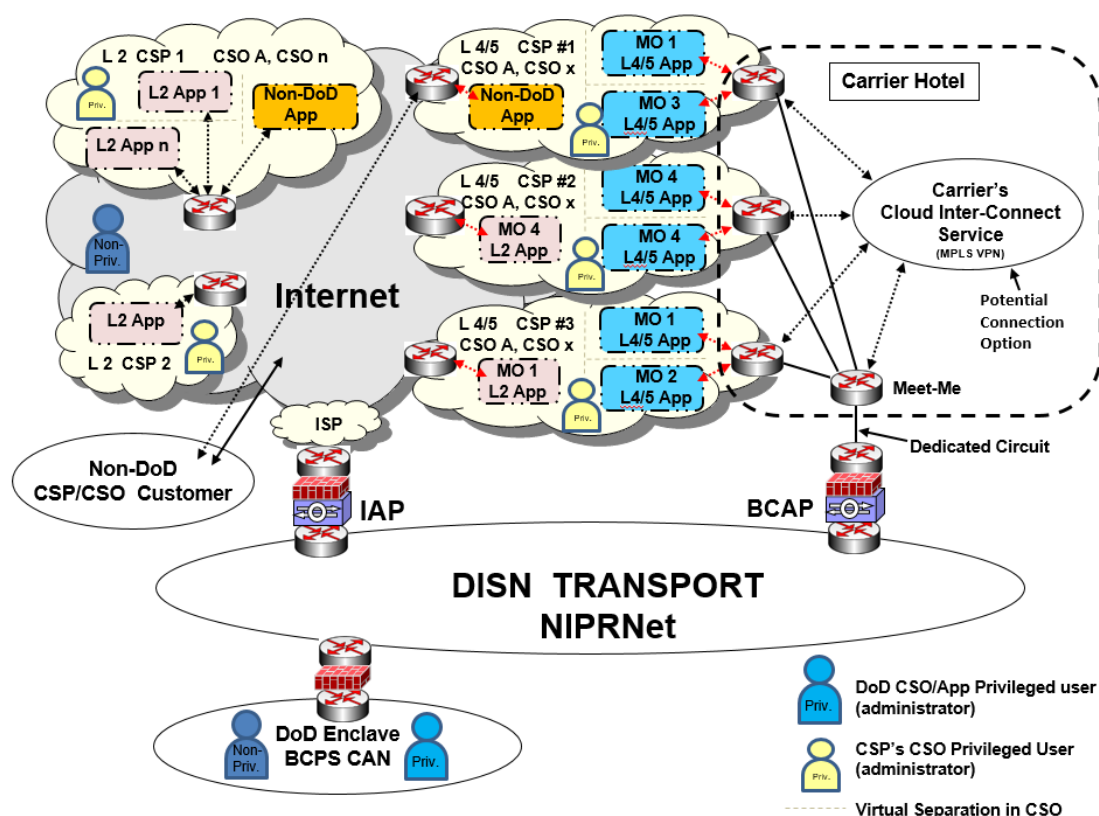 L 2 CSP 1 CSO A, CSO n
Priv.
L2 App 1
Non-DoD
App
L2 App n
Non-
Priv.
L2 App
L 2 CSP 2
Priv.
Internet
ISP
Non-DoD
CSP/CSO Customer
L 4/5 CSP #1
CSO A, CSO x
Non-DoD
App
Priv.
MO 1
L4/5 App
MO 3
L4/5 App
L 4/5 CSP #2
CSO A, CSO x
MO 4
L2 App
Priv.
MO 4
L4/5 App
MO 4
L4/5 App
L 4/5 CSP #3
CSO A, CSO x
MO 1
L2 App
Priv.
MO 1
L4/5 App
MO 2
L4/5 App
Carrier Hotel
Carrier's
Cloud Inter-Connect
Service
(MPLS VPN)
Potential
Connection
Option
Meet-Me
Dedicated Circuit
IAP
BCAP
DISN TRANSPORT
NIPRNet
DoD Enclave
BCPS CAN
Non-
Priv.
Priv.
Priv.
DoD CSO/App Privileged user
(administrator)
Priv.
CSP's CSO Privileged User
(administrator)
Virtual Separation in CSO